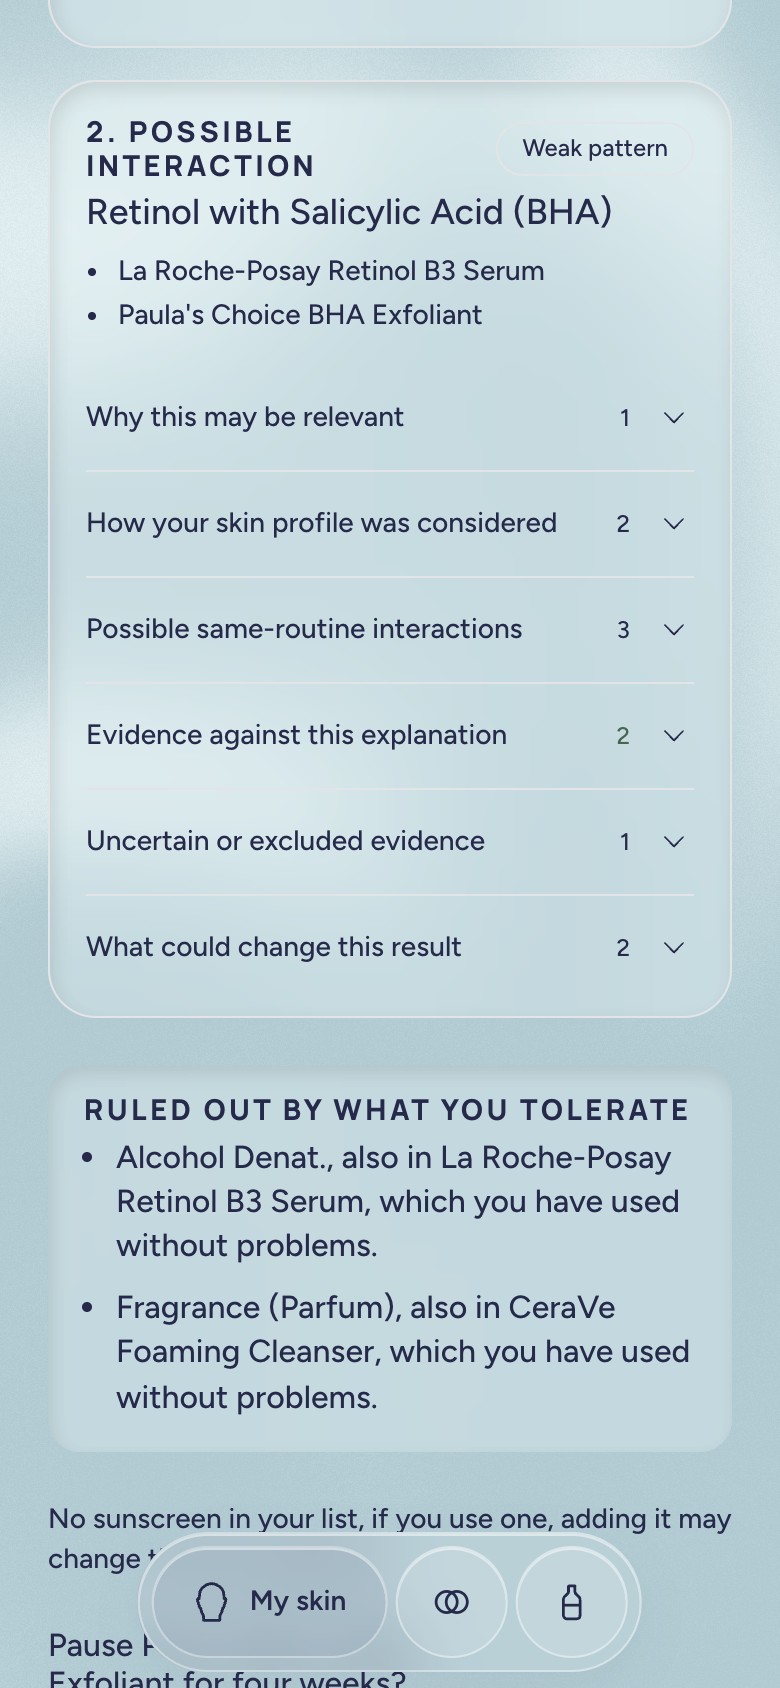 2. POSSIBLE
INTERACTION
Weak pattern
Retinol with Salicylic Acid (BHA)
• La Roche-Posay Retinol B3 Serum
• Paula's Choice BHA Exfoliant
Why this may be relevant 1
How your skin profile was considered 2
Possible same-routine interactions 3
Evidence against this explanation 2
Uncertain or excluded evidence 1
What could change this result 2
RULED OUT BY WHAT YOU TOLERATE
• Alcohol Denat., also in La Roche-Posay
Retinol B3 Serum, which you have used
without problems.
• Fragrance (Parfum), also in CeraVe
Foaming Cleanser, which you have used
without problems.
No sunscreen in your list, if you use one, adding it may
change
My skin
Pause
Exfoliant for four weeks?